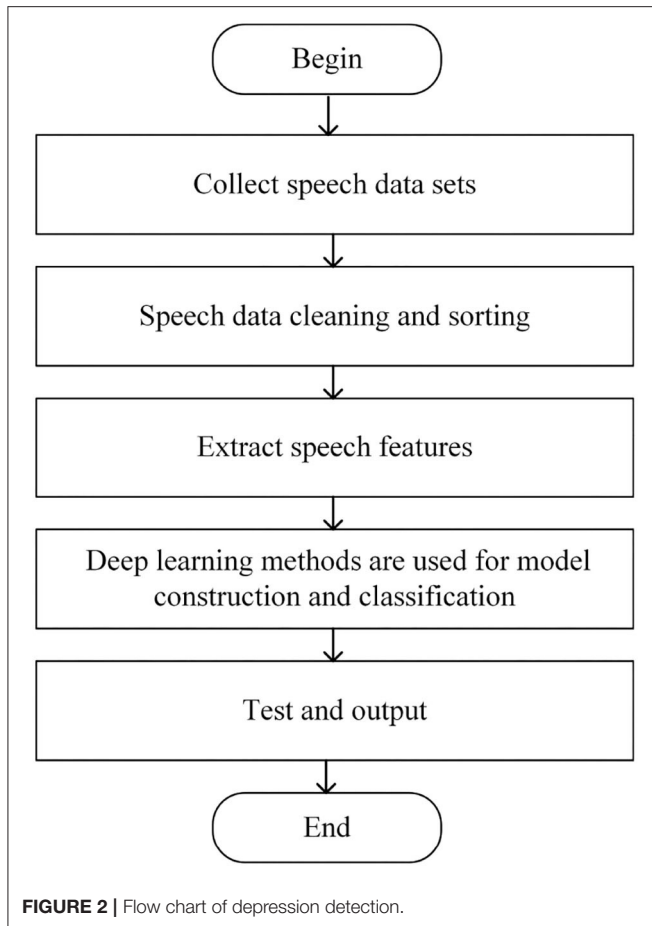 Begin
Collect speech data sets
Speech data cleaning and sorting
Extract speech features
Deep learning methods are used for model
construction and classification
Test and output
End
FIGURE 2 | Flow chart of depression detection.